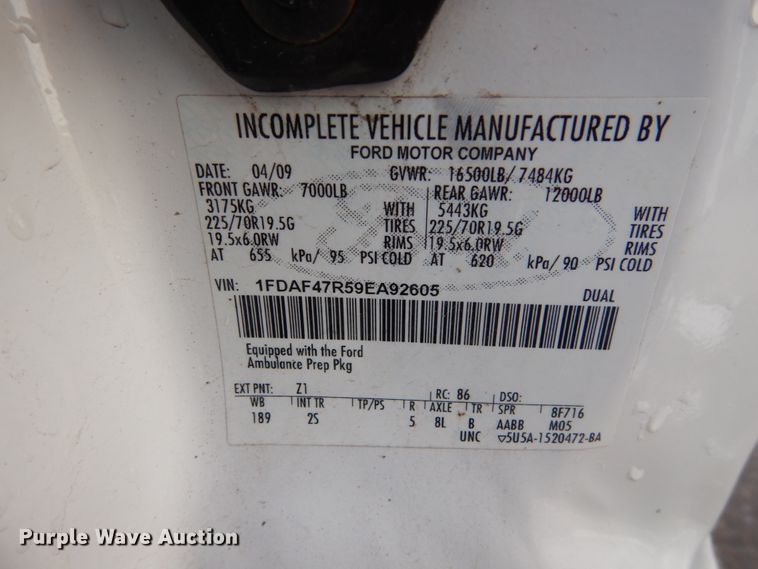 INCOMPLETE VEHICLE MANUFACTURED BY
FORD MOTOR COMPANY
DATE: 04/09 GVWR: 16500LB/ 7484KG
FRONT GAWR: 7000LB REAR GAWR: 12000LB
3175KG WITH 5443KG WITH
225/70R19.5G TIRES 225/70R19.5G TIRES
19.5x6.0RW RIMS 19.5x6.0RW RIMS
AT 655 kPa/ 95 PSI COLD AT 620 kPa/ 90 PSI COLD
VIN: 1FDAF47R59EA92605 DUAL
Equipped with the Ford
Ambulance Prep Pkg
EXT PNT: Z1 RC: 86 DSO:
WB INT TR TP/PS R AXLE TR SPR 8F716
189 2S 5 8L B AABB M05
UNC ▽5U5A-1520472-BA
Purple Wave Auction